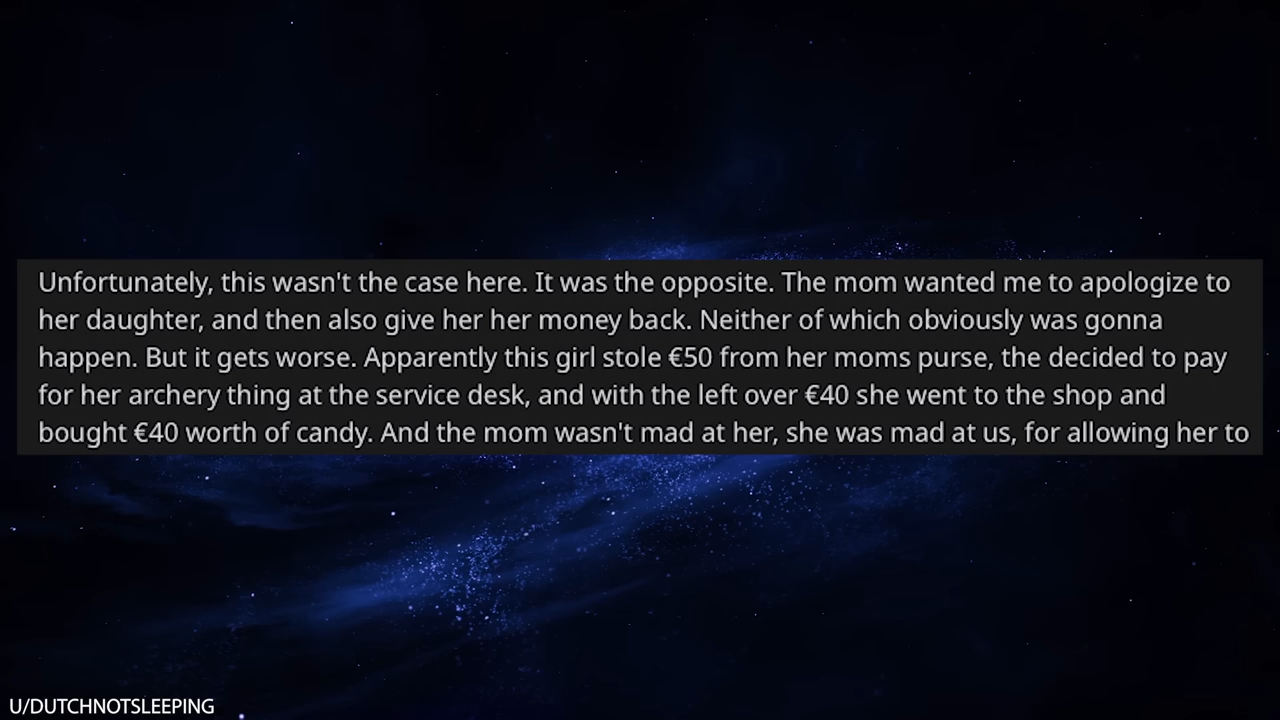 Unfortunately, this wasn't the case here. It was the opposite. The mom wanted me to apologize to
her daughter, and then also give her her money back. Neither of which obviously was gonna
happen. But it gets worse. Apparently this girl stole €50 from her moms purse, the decided to pay
for her archery thing at the service desk, and with the left over €40 she went to the shop and
bought €40 worth of candy. And the mom wasn't mad at her, she was mad at us, for allowing her to
U/DUTCHNOTSLEEPING